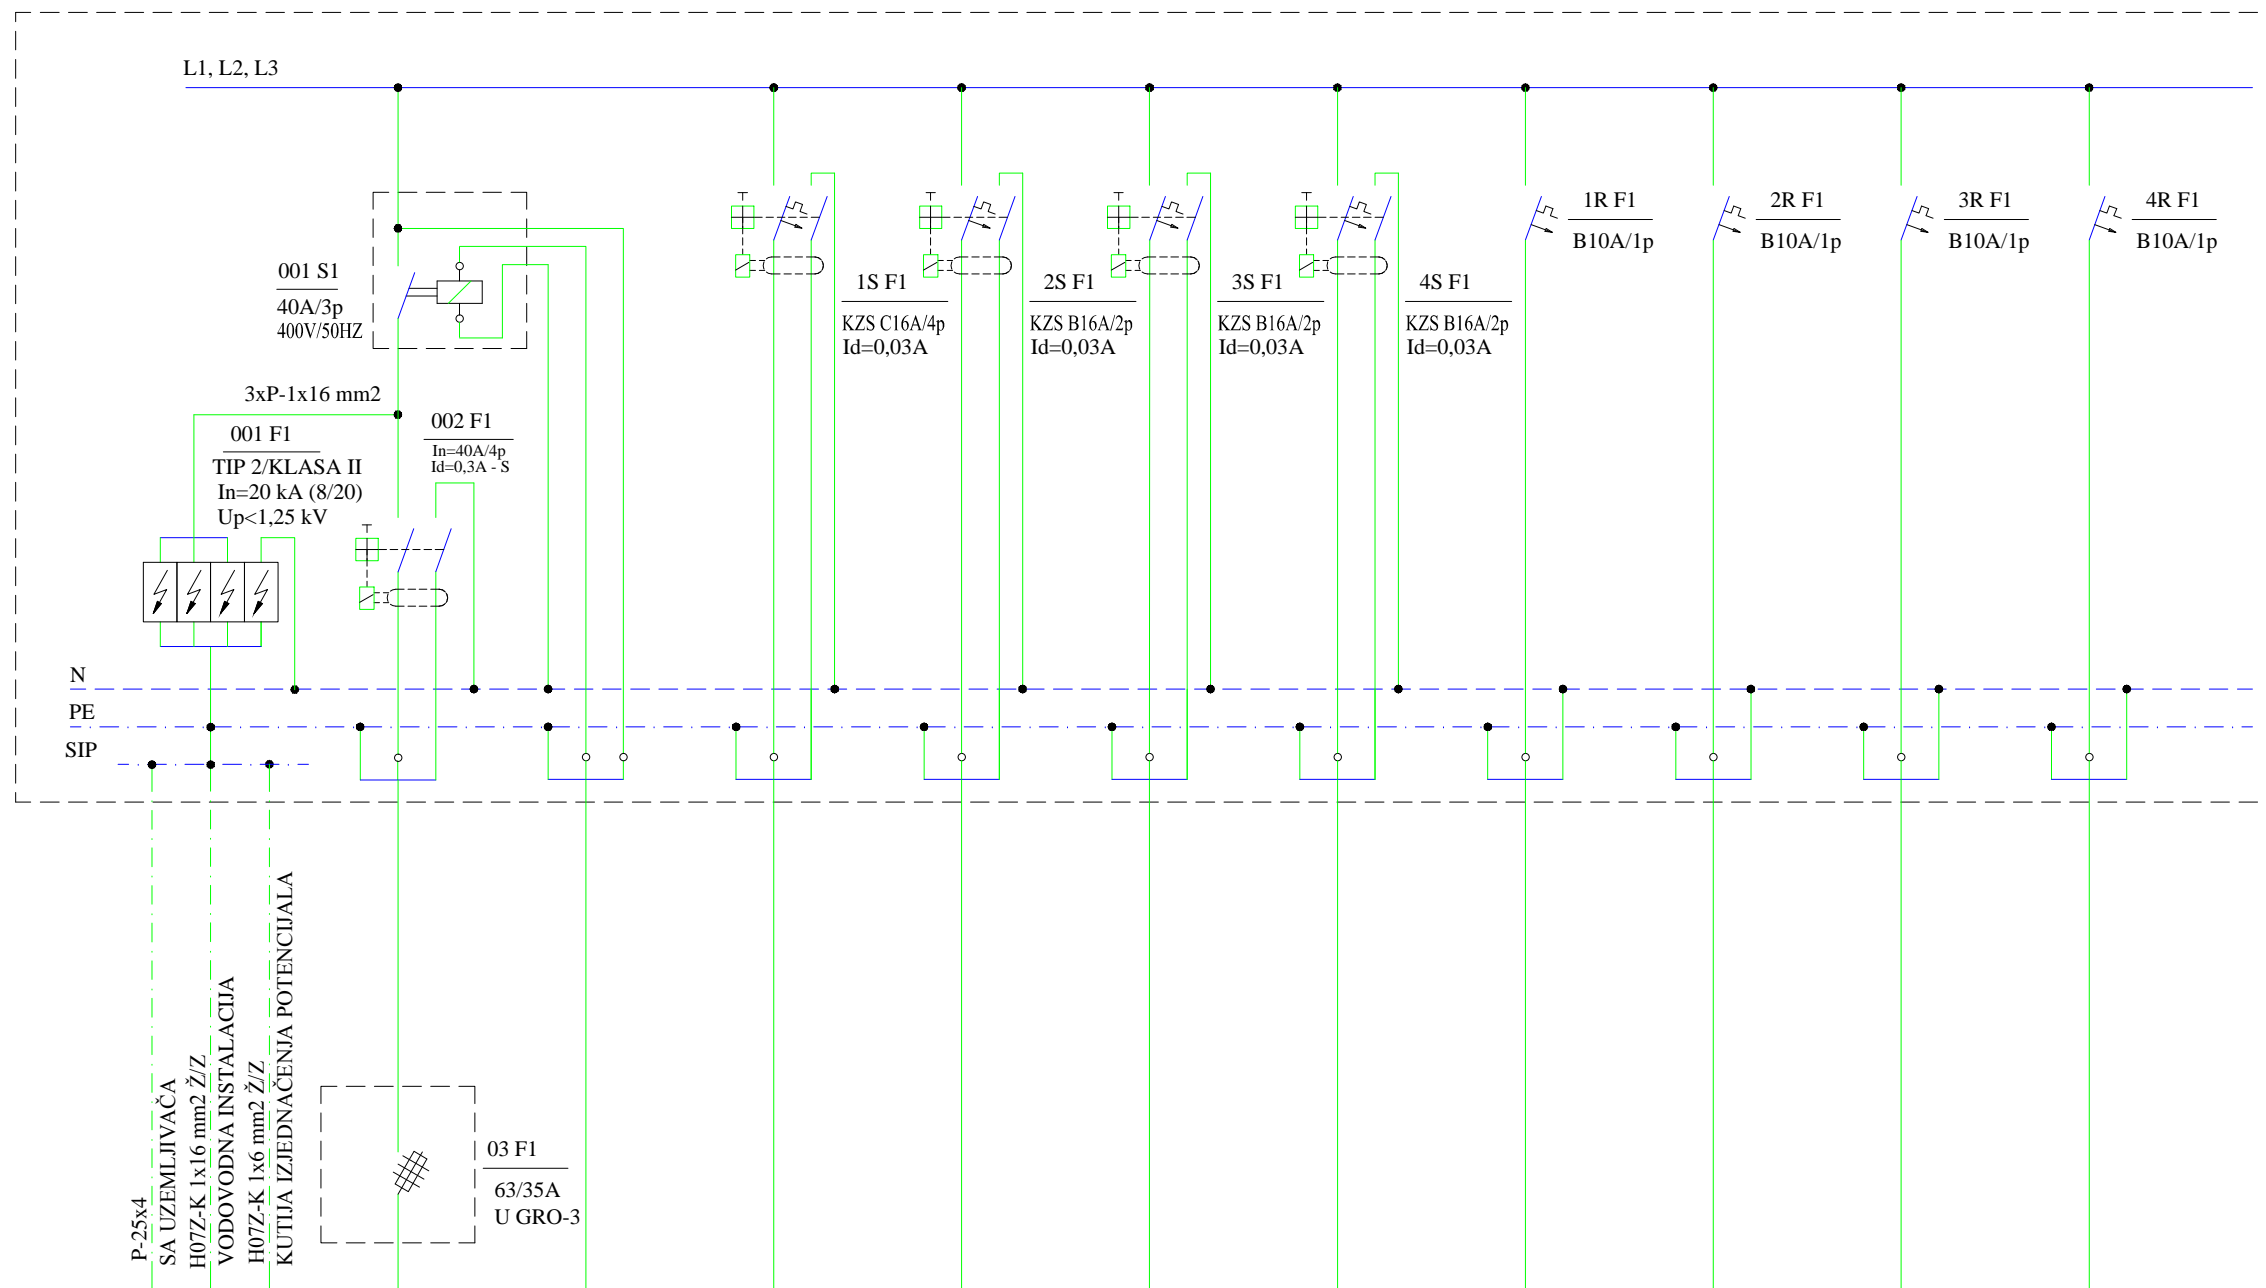 L1, L2, L3
001 S1
40A/3p
400V/50HZ
3xP-1x16 mm2
001 F1
TIP 2/KLASA II
In=20 kA (8/20)
Up<1,25 kV
002 F1
In=40A/4p
Id=0,3A - S
1S F1
KZS C16A/4p
Id=0,03A
2S F1
KZS B16A/2p
Id=0,03A
3S F1
KZS B16A/2p
Id=0,03A
4S F1
KZS B16A/2p
Id=0,03A
1R F1
B10A/1p
2R F1
B10A/1p
3R F1
B10A/1p
4R F1
B10A/1p
N
PE
SIP
P-25x4
SA UZEMLJIVAČA
H07Z-K 1x16 mm2 Ž/Z
VODOVODNA INSTALACIJA
H07Z-K 1x6 mm2 Ž/Z
KUTIJA IZJEDNAČENJA POTENCIJALA
03 F1
63/35A
U GRO-3